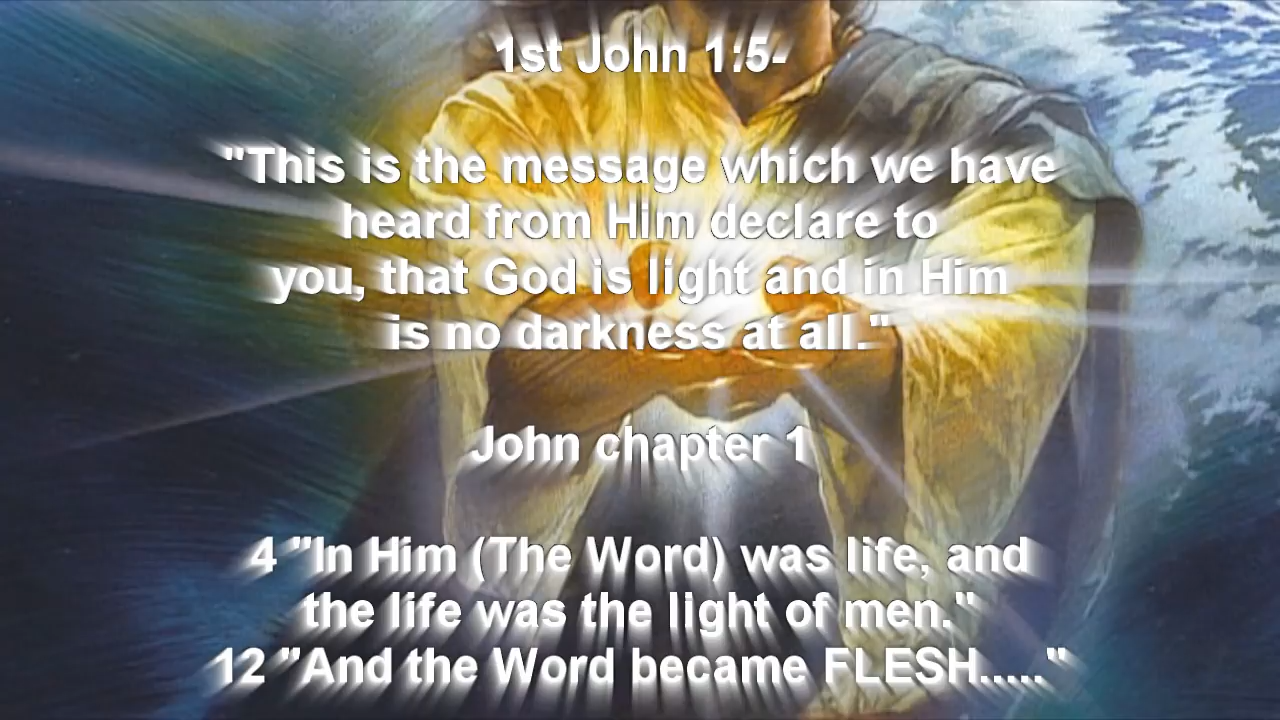 1st John 1:5-
"This is the message which we have
heard from Him declare to
you, that God is light and in Him
is no darkness at all."
John chapter 1
4 "In Him (The Word) was life, and
the life was the light of men."
12 "And the Word became FLESH....."